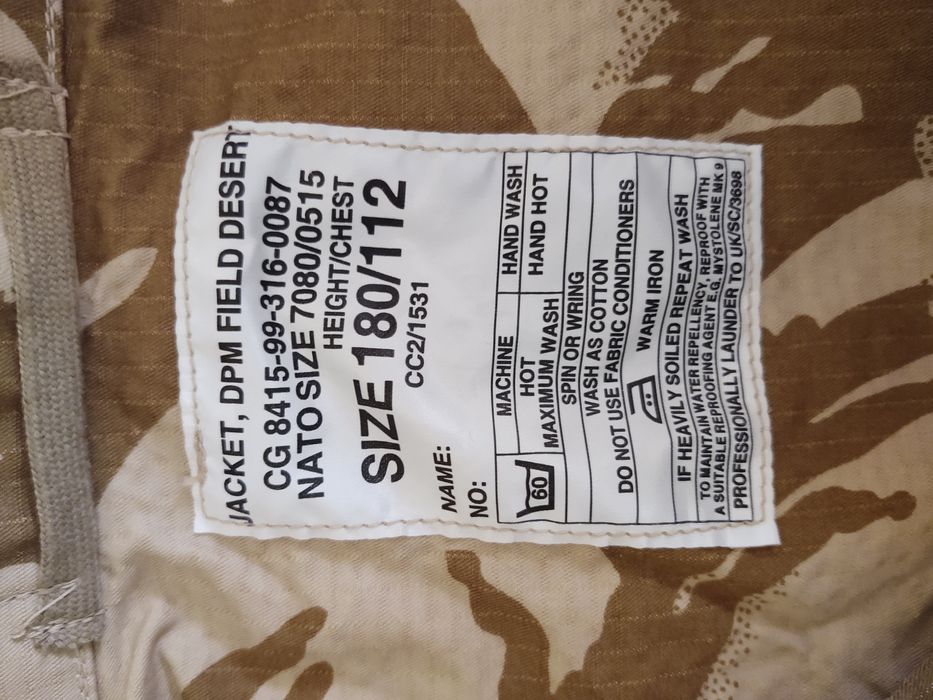 JACKET, DPM FIELD DESERT
CG 8415-99-316-0087
NATO SIZE 7080/0515
HEIGHT/CHEST
SIZE 180/112
CC2/1531
NAME:
NO:
60 MACHINE HAND WASH
HOT HAND HOT
MAXIMUM WASH
SPIN OR WRING
WASH AS COTTON
DO NOT USE FABRIC CONDITIONERS
WARM IRON
IF HEAVILY SOILED REPEAT WASH
TO MAINTAIN WATER REPELLENCY, REPROOF WITH
A SUITABLE REPROOFING AGENT E.G. MYSTOLENE MK 9
PROFESSIONALLY LAUNDER TO UK/SC/3698